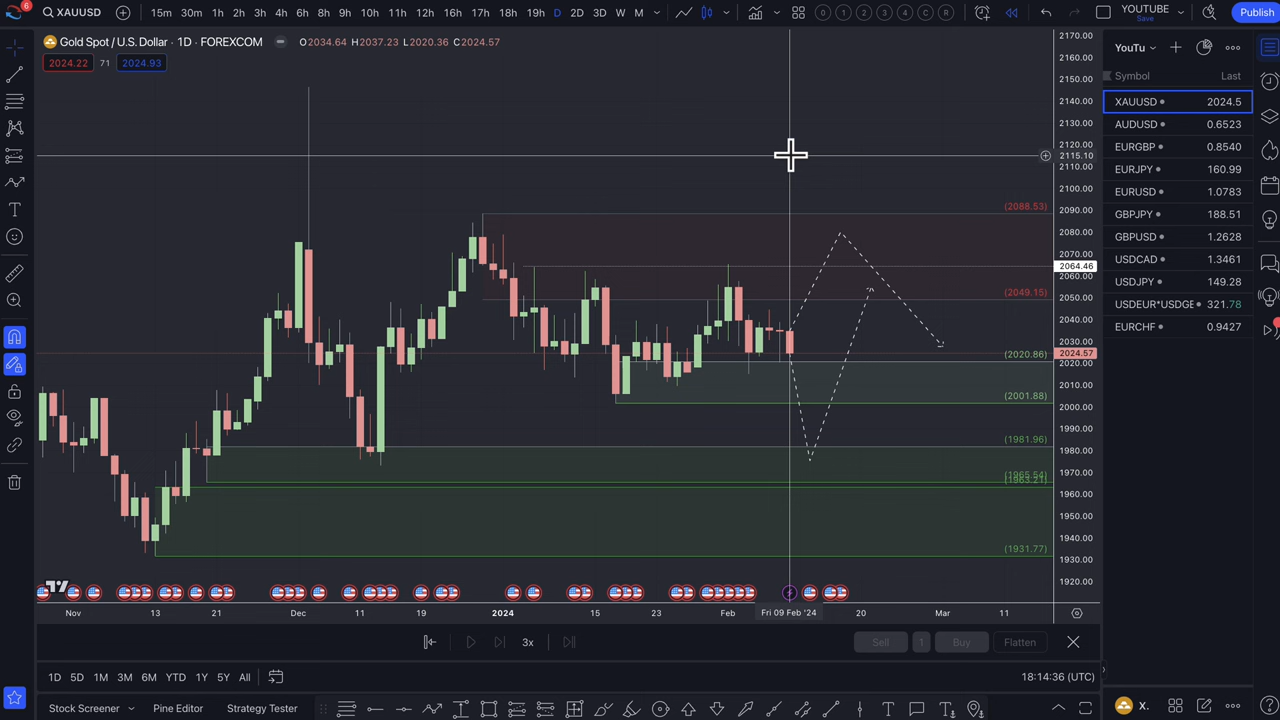 6
XAUUSD
15m 30m 1h 2h 3h 4h 6h 8h 9h 10h 11h 12h 16h 17h 18h 19h D 2D 3D W M
0 1 2 3 4 C R
YOUTUBE
Save
Publish
Gold Spot / U.S. Dollar · 1D · FOREXCOM O2034.64 H2037.23 L2020.36 C2024.57
2024.22 71 2024.93
2170.00
2160.00
2150.00
2140.00
2130.00
2120.00
2115.10
2110.00
2100.00
2090.00
2080.00
2070.00
2064.46
2060.00
2050.00
2040.00
2030.00
2024.57
2020.00
2010.00
2000.00
1990.00
1980.00
1970.00
1960.00
1950.00
1940.00
1930.00
1920.00
(2088.53)
(2049.15)
(2020.86)
(2001.88)
(1981.96)
(1965.54)
(1931.77)
Nov 13 21 Dec 11 19 2024 15 23 Feb Fri 09 Feb '24 20 Mar 11
YouTu
Symbol Last
XAUUSD 2024.5
AUDUSD 0.6523
EURGBP 0.8540
EURJPY 160.99
EURUSD 1.0783
GBPJPY 188.51
GBPUSD 1.2628
USDCAD 1.3461
USDJPY 149.28
USDEUR*USDGE 321.78
EURCHF 0.9427
3x
Sell 1 Buy Flatten
1D 5D 1M 3M 6M YTD 1Y 5Y All
18:14:36 (UTC)
Stock Screener Pine Editor Strategy Tester
X.